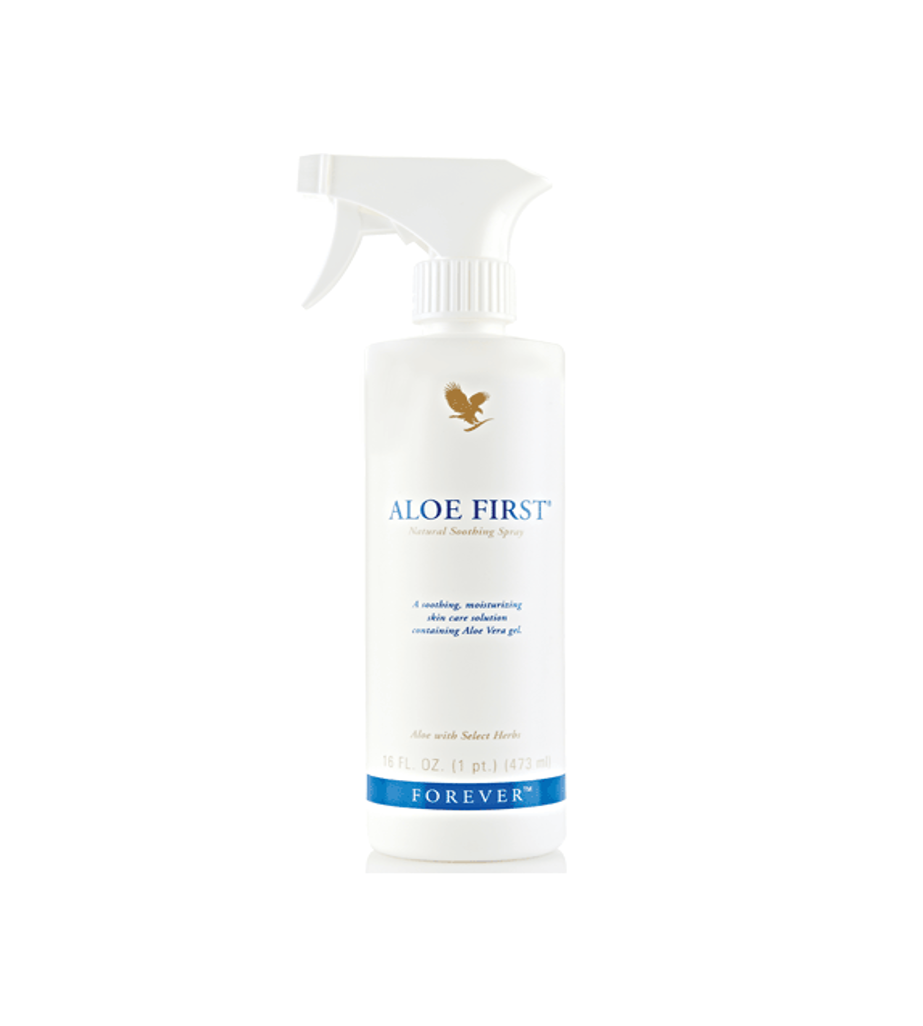 ALOE FIRST®
Natural Soothing Spray
A soothing, moisturizing
skin care solution
containing Aloe Vera gel.
Aloe with Select Herbs
16 FL. OZ. (1 pt.) (473 ml)
FOREVER™